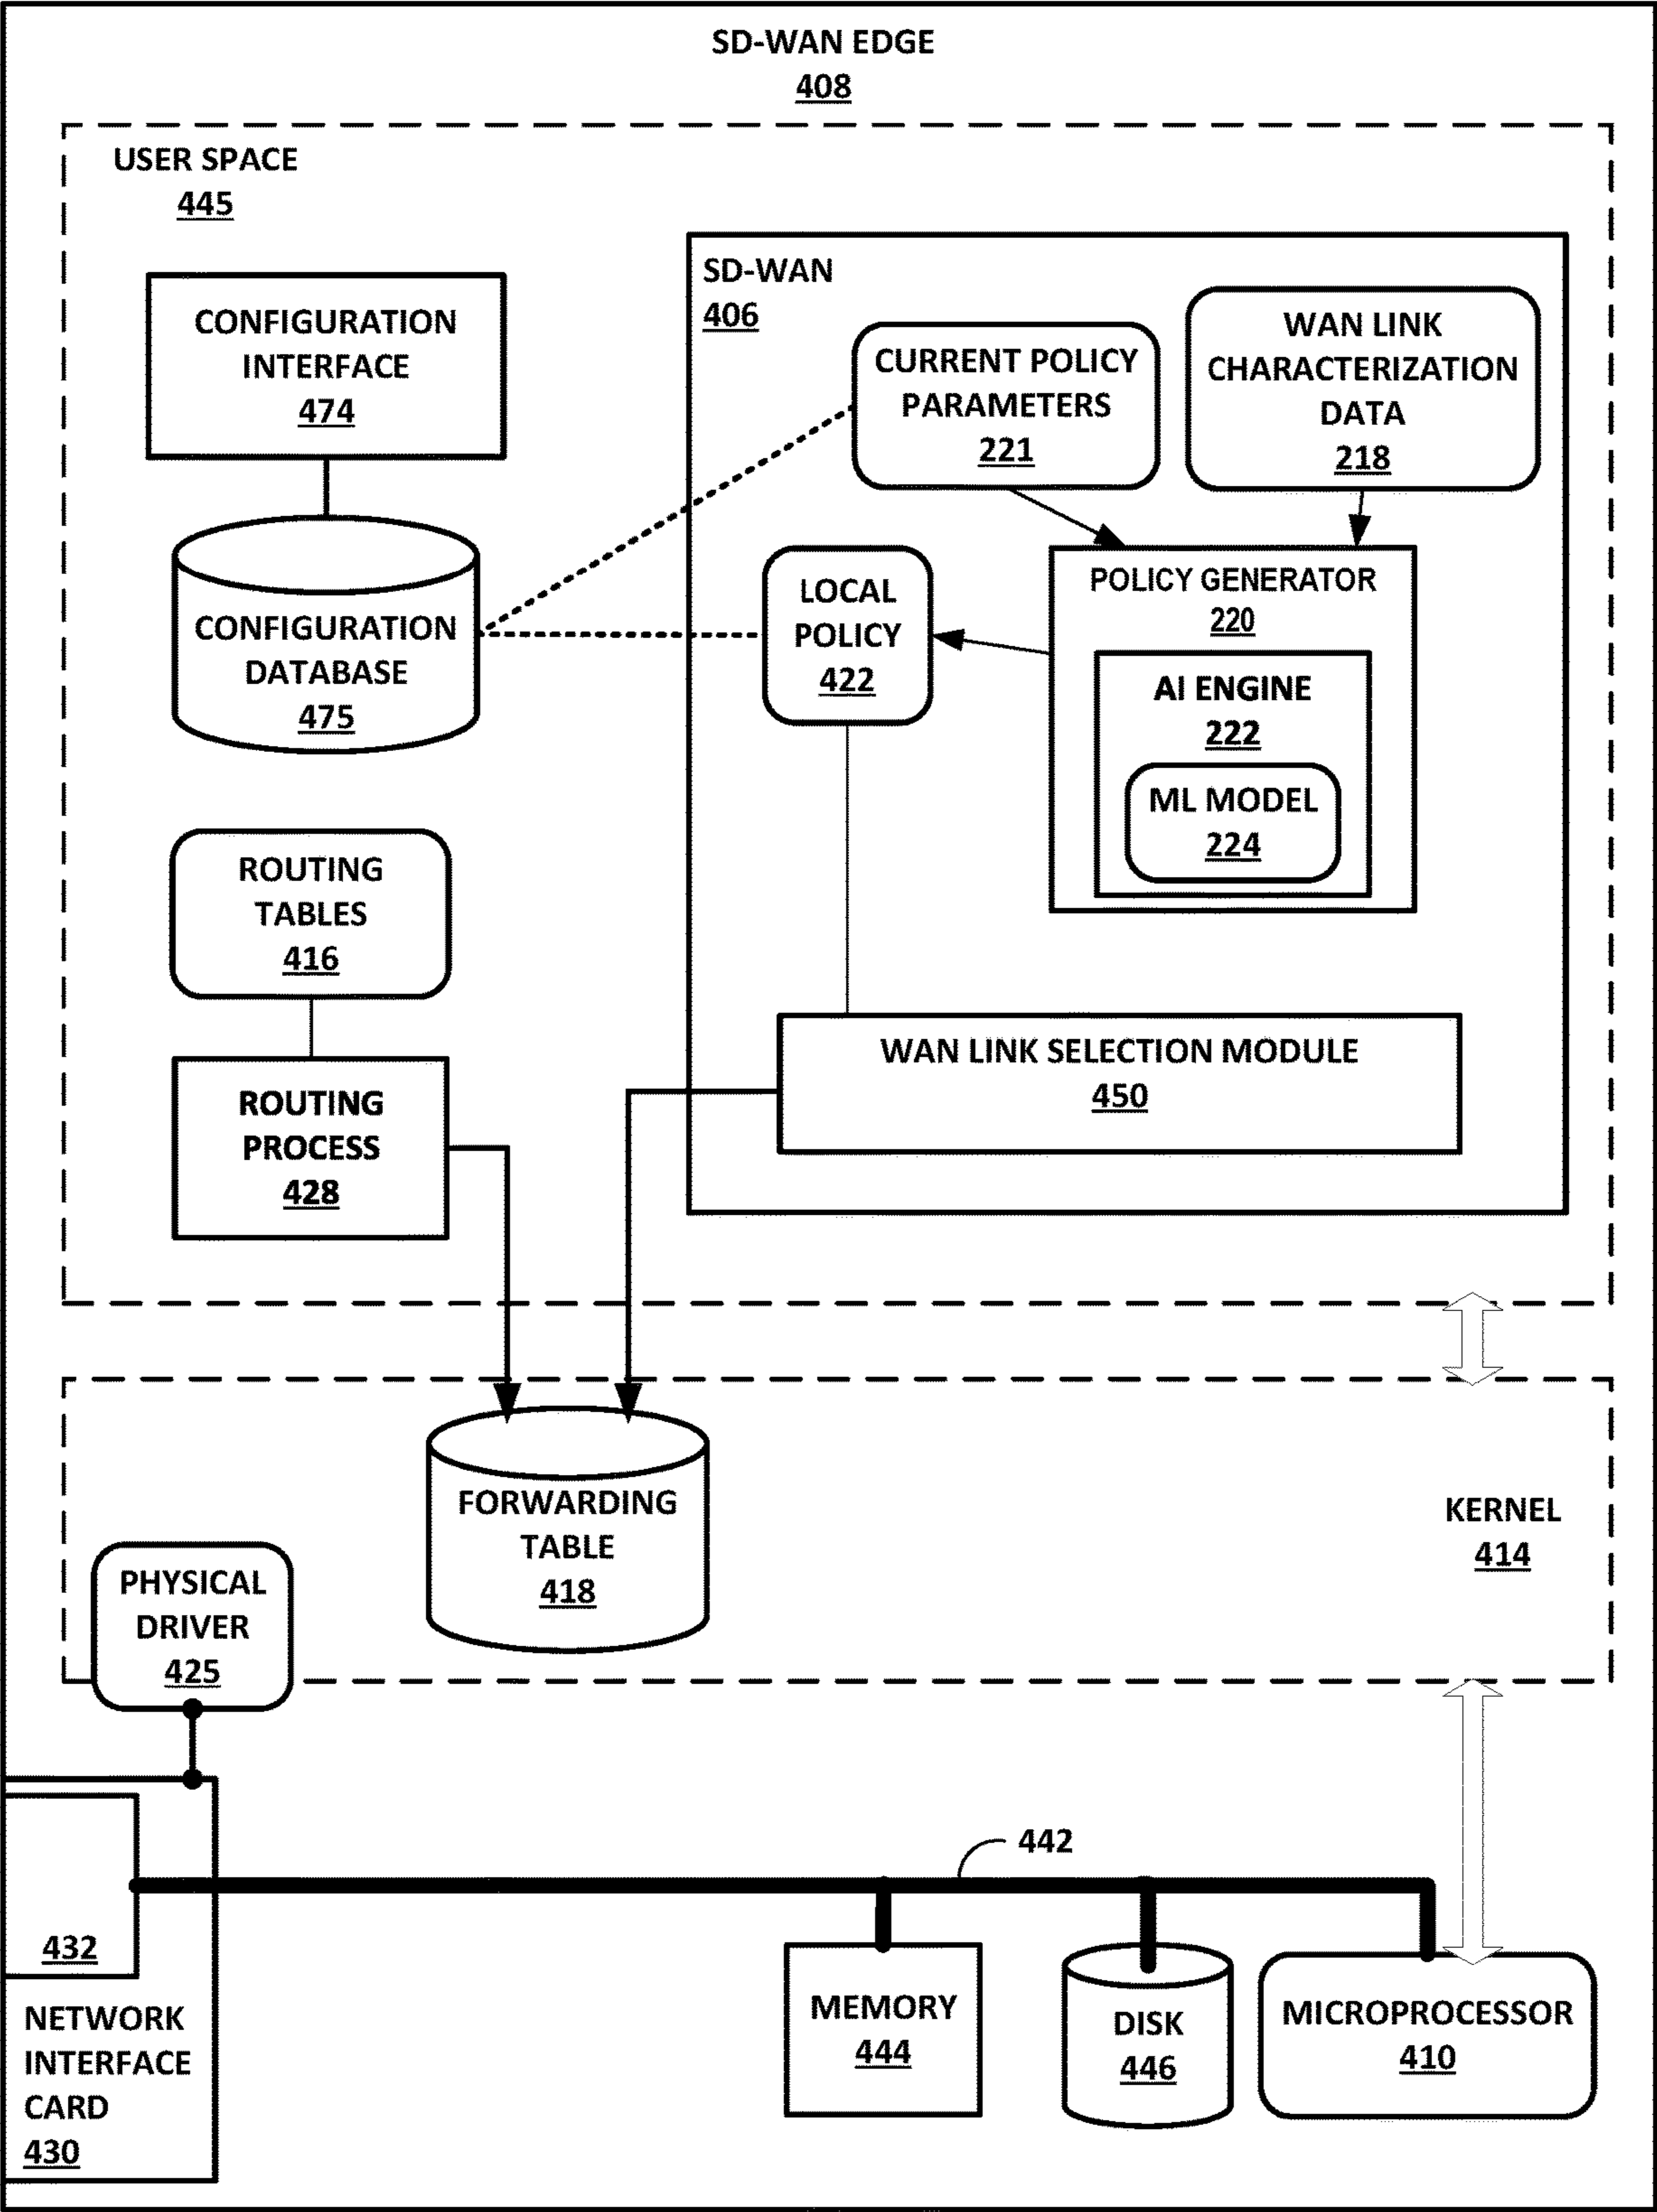 SD-WAN EDGE
408
USER SPACE
445
CONFIGURATION
INTERFACE
474
CONFIGURATION
DATABASE
475
SD-WAN
406
CURRENT POLICY
PARAMETERS
221
WAN LINK
CHARACTERIZATION
DATA
218
LOCAL
POLICY
422
POLICY GENERATOR
220
AI ENGINE
222
ML MODEL
224
ROUTING
TABLES
416
ROUTING
PROCESS
428
WAN LINK SELECTION MODULE
450
FORWARDING
TABLE
418
KERNEL
414
PHYSICAL
DRIVER
425
442
432
NETWORK
INTERFACE
CARD
430
MEMORY
444
DISK
446
MICROPROCESSOR
410